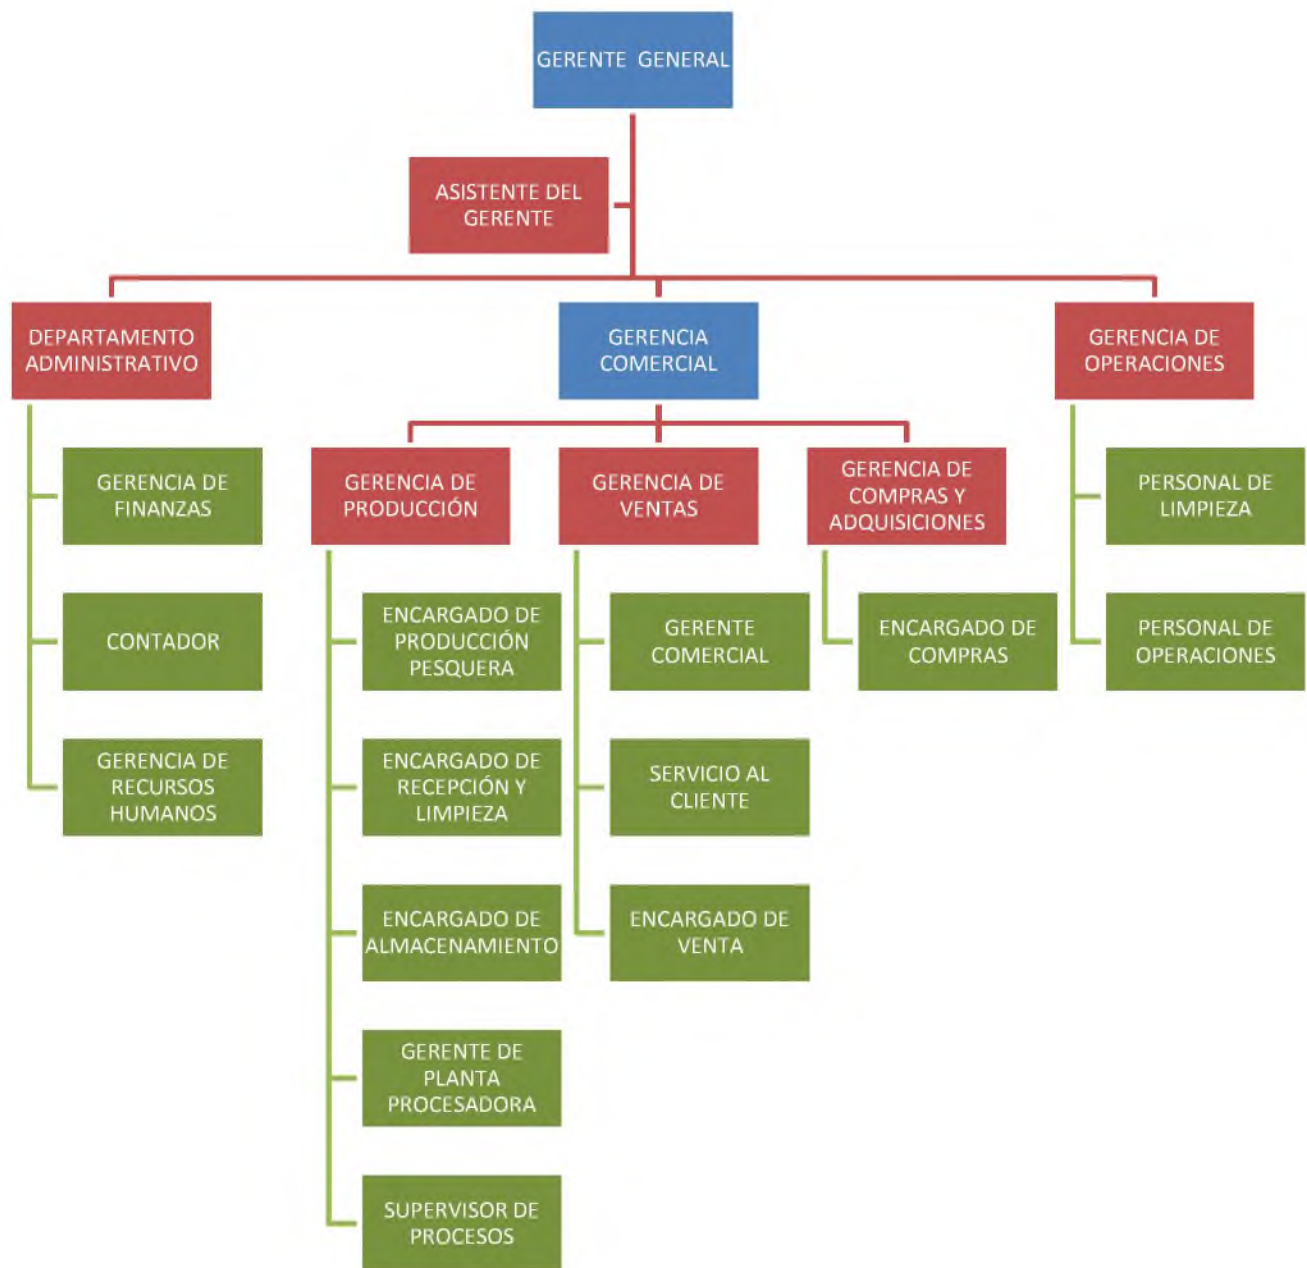 GERENTE GENERAL
ASISTENTE DEL
GERENTE
DEPARTAMENTO
ADMINISTRATIVO
GERENCIA
COMERCIAL
GERENCIA DE
OPERACIONES
GERENCIA DE
FINANZAS
CONTADOR
GERENCIA DE
RECURSOS
HUMANOS
GERENCIA DE
PRODUCCIÓN
ENCARGADO DE
PRODUCCIÓN
PESQUERA
ENCARGADO DE
RECEPCIÓN Y
LIMPIEZA
ENCARGADO DE
ALMACENAMIENTO
GERENTE DE
PLANTA
PROCESADORA
SUPERVISOR DE
PROCESOS
GERENCIA DE
VENTAS
GERENTE
COMERCIAL
SERVICIO AL
CLIENTE
ENCARGADO DE
VENTA
GERENCIA DE
COMPRAS Y
ADQUISICIONES
ENCARGADO DE
COMPRAS
PERSONAL DE
LIMPIEZA
PERSONAL DE
OPERACIONES